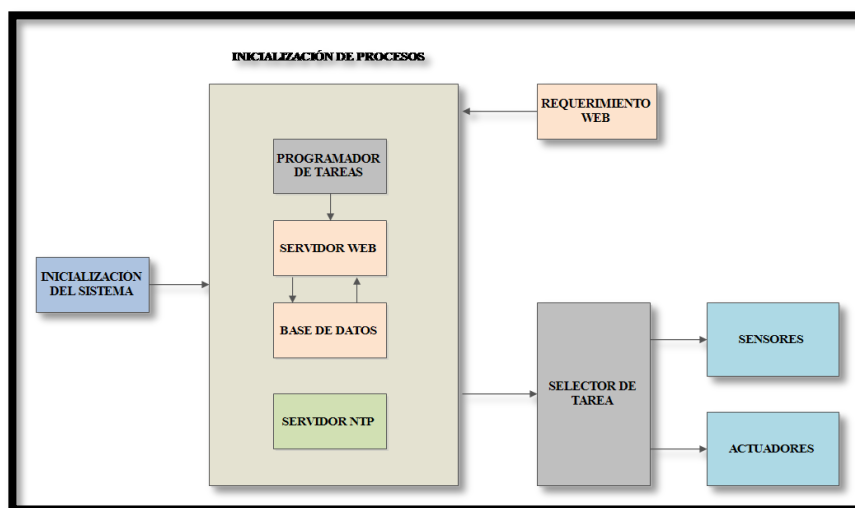 INICIALIZACIÓN DE PROCESOS
REQUERIMIENTO
WEB
PROGRAMADOR
DE TAREAS
SERVIDOR WEB
INICIALIZACION
DEL SISTEMA
BASE DE DATOS
SENSORES
SELECTOR DE
TAREA
SERVIDOR NTP
ACTUADORES